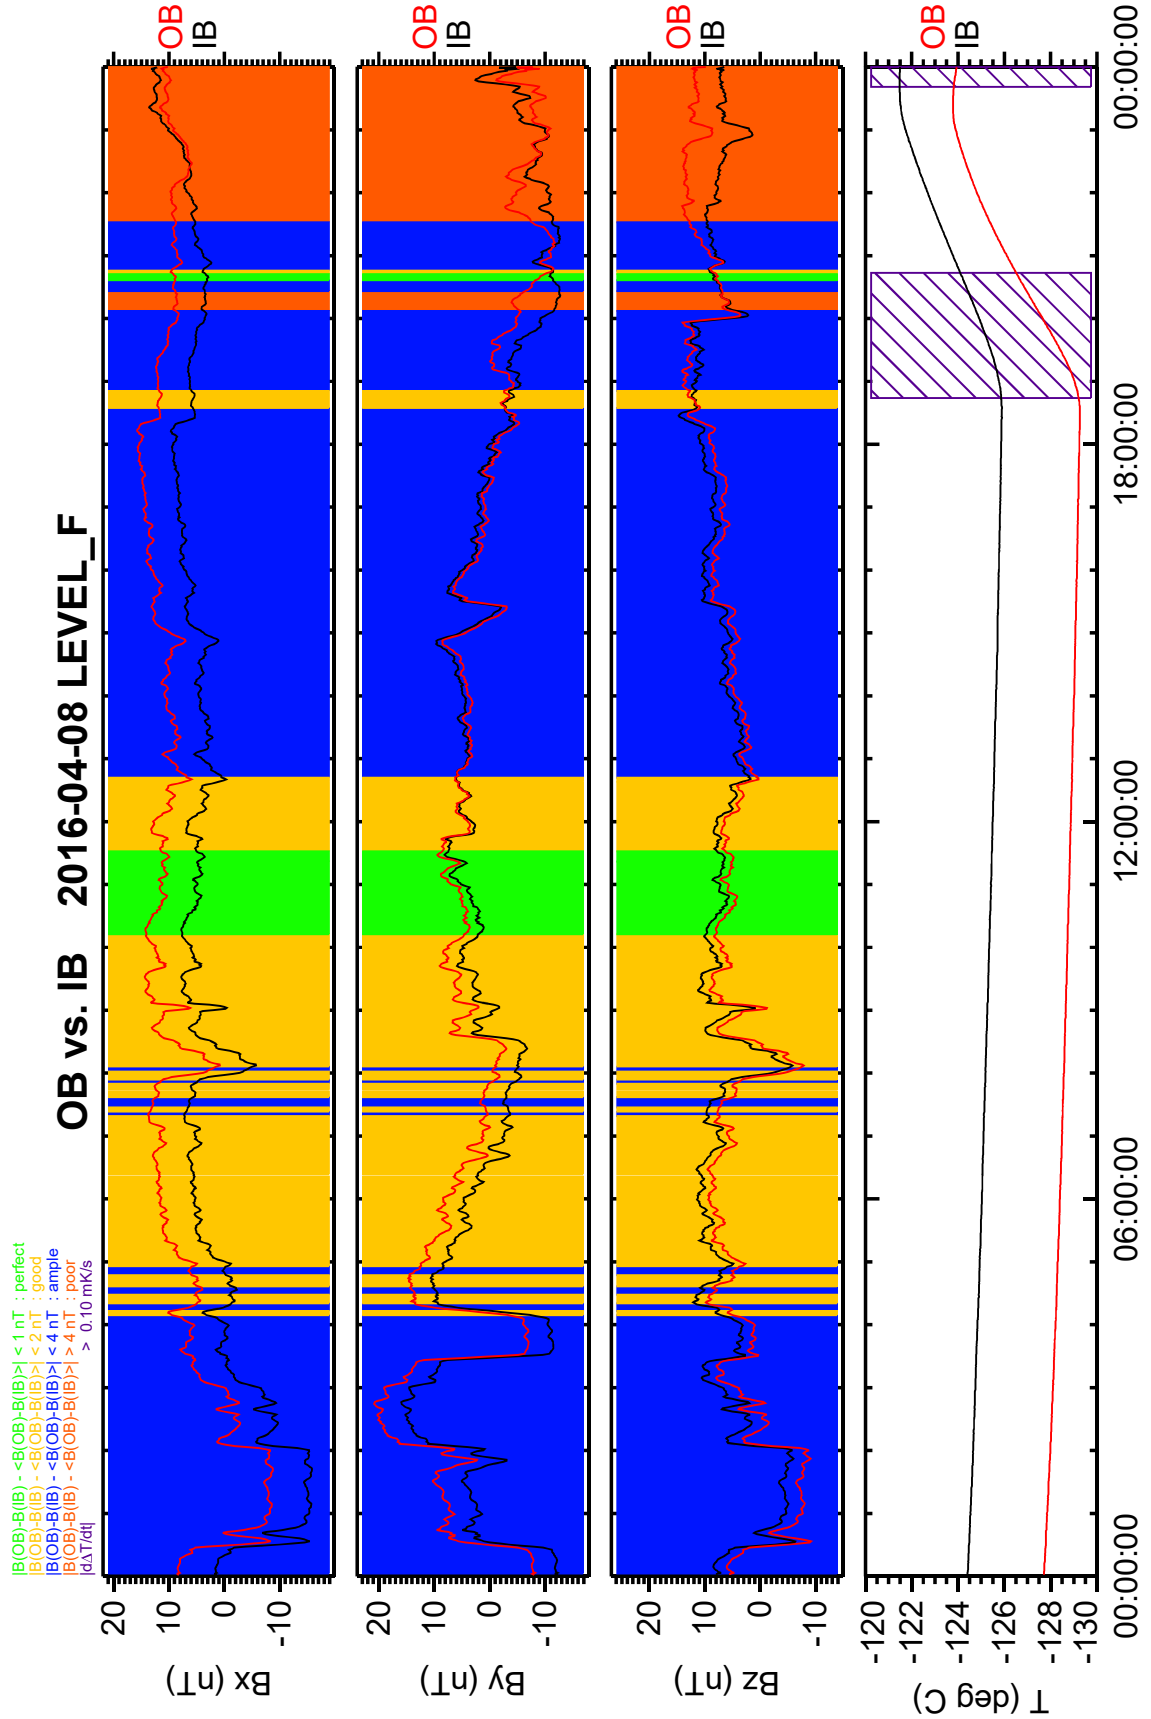 OB vs. IB 2016-04-08 LEVEL_F
|B(OB)-B(IB) - <B(OB)-B(IB)>| < 1 nT : perfect
|B(OB)-B(IB) - <B(OB)-B(IB)>| < 2 nT : good
|B(OB)-B(IB) - <B(OB)-B(IB)>| < 4 nT : ample
|B(OB)-B(IB) - <B(OB)-B(IB)>| > 4 nT : poor
|dΔT/dt| > 0.10 mK/s
Bx (nT)
20
10
0
-10
OB
IB
By (nT)
20
10
0
-10
OB
IB
Bz (nT)
20
10
0
-10
OB
IB
T (deg C)
-120
-122
-124
-126
-128
-130
OB
IB
00:00:00 06:00:00 12:00:00 18:00:00 00:00:00